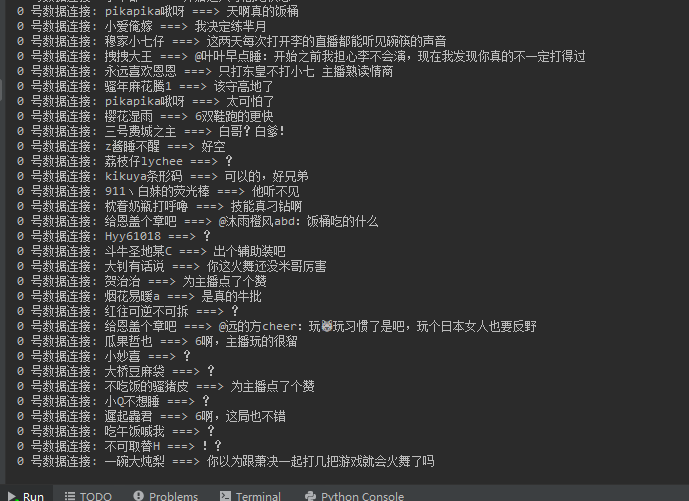 0 号数据连接: pikapika啾呀 ===> 天啊真的饭桶
0 号数据连接: 小爱俺嫁 ===> 我决定练芈月
0 号数据连接: 穆家小七仔 ===> 这两天每次打开李的直播都能听见碗筷的声音
0 号数据连接: 拽拽大王 ===> @叶叶早点睡：开始之前我担心李不会演，现在我发现你真的不一定打得过
0 号数据连接: 永远喜欢恩恩 ===> 只打东皇不打小七 主播熟读情商
0 号数据连接: 骚年麻花腾1 ===> 该守高地了
0 号数据连接: pikapika啾呀 ===> 太可怕了
0 号数据连接: 樱花湿雨 ===> 6双鞋跑的更快
0 号数据连接: 三号费城之主 ===> 白哥？白爹！
0 号数据连接: z酱睡不醒 ===> 好空
0 号数据连接: 荔枝仔lychee ===> ？
0 号数据连接: kikuya条形码 ===> 可以的，好兄弟
0 号数据连接: 911丶白妹的荧光棒 ===> 他听不见
0 号数据连接: 枕着奶瓶打呼噜 ===> 技能真刁钻啊
0 号数据连接: 给恩盖个章吧 ===> @沐雨橙风abd：饭桶吃的什么
0 号数据连接: Hyy61018 ===> ？
0 号数据连接: 斗牛圣地某C ===> 出个辅助装吧
0 号数据连接: 大钊有话说 ===> 你这火舞还没米哥厉害
0 号数据连接: 贺治治 ===> 为主播点了个赞
0 号数据连接: 烟花易暧a ===> 是真的牛批
0 号数据连接: 红往可逆不可拆 ===> ？
0 号数据连接: 给恩盖个章吧 ===> @远的方cheer：玩玩习惯了是吧，玩个日本女人也要反野
0 号数据连接: 瓜果哲也 ===> 6啊，主播玩的很溜
0 号数据连接: 小妙喜 ===> ？
0 号数据连接: 大桥豆麻袋 ===> ？
0 号数据连接: 不吃饭的骚猪皮 ===> 为主播点了个赞
0 号数据连接: 小Q不想睡 ===> ？
0 号数据连接: 遲起蟲君 ===> 6啊，这局也不错
0 号数据连接: 吃午饭喊我 ===> ？
0 号数据连接: 不可取替H ===> ！？
0 号数据连接: 一碗大炖梨 ===> 你以为跟萧决一起打几把游戏就会火舞了吗
Run TODO Problems Terminal Python Console